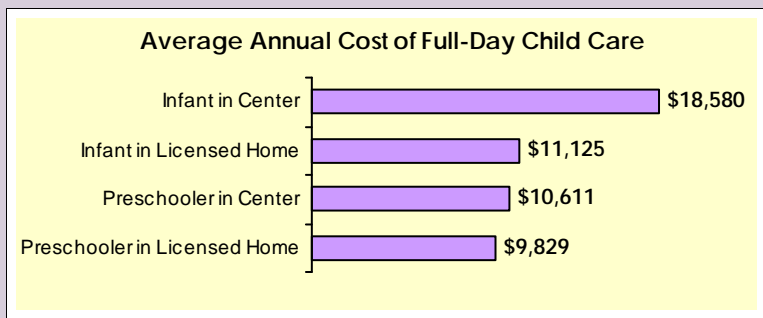 Average Annual Cost of Full-Day Child Care
Infant in Center $18,580
Infant in Licensed Home $11,125
Preschooler in Center $10,611
Preschooler in Licensed Home $9,829